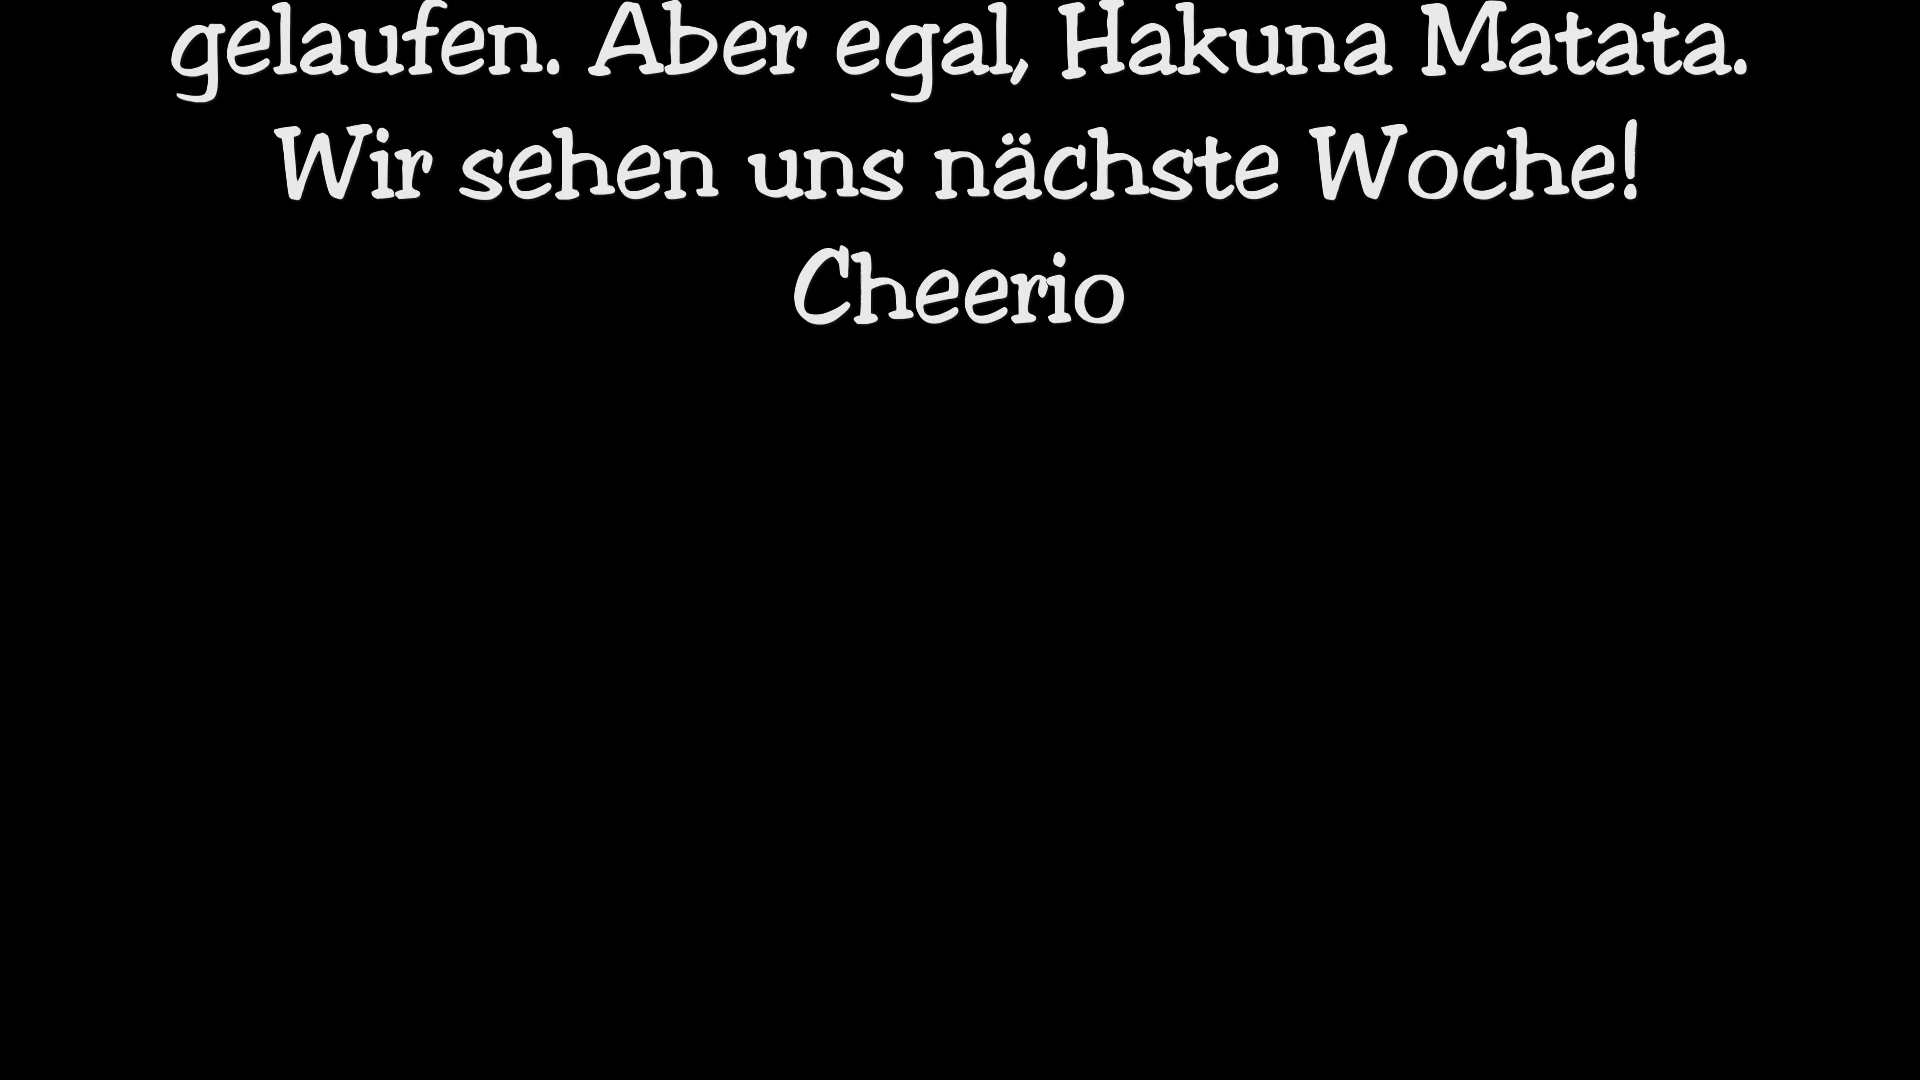 gelaufen. Aber egal, Hakuna Matata.
Wir sehen uns nächste Woche!
Cheerio